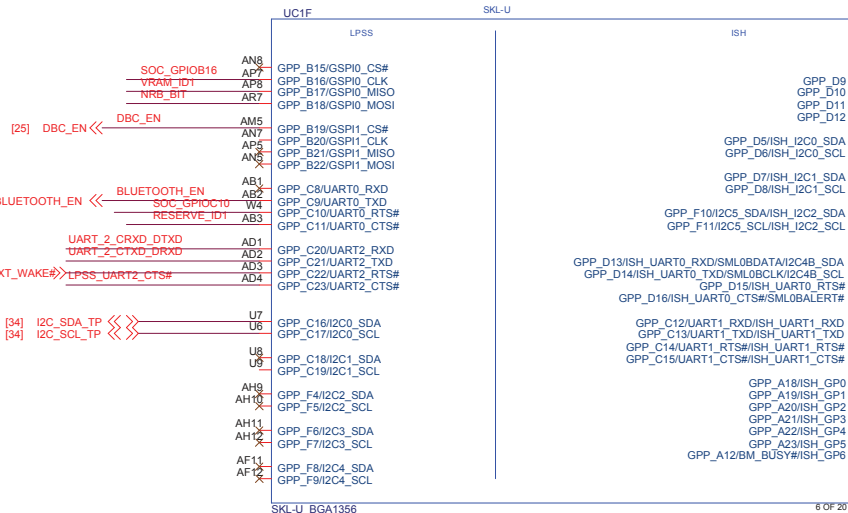 UC1F
SKL-U
LPSS
ISH
AN8 GPP_B15/GSPI0_CS#
SOC_GPIOB16 AP7 GPP_B16/GSPI0_CLK
VRAM_ID1 AP8 GPP_B17/GSPI0_MISO
NRB_BIT AR7 GPP_B18/GSPI0_MOSI
[25] DBC_EN DBC_EN AM5 GPP_B19/GSPI1_CS#
AN7 GPP_B20/GSPI1_CLK
AP5 GPP_B21/GSPI1_MISO
AN5 GPP_B22/GSPI1_MOSI
AB1 GPP_C8/UART0_RXD
BLUETOOTH_EN BLUETOOTH_EN AB2 GPP_C9/UART0_TXD
SOC_GPIOC10 W4 GPP_C10/UART0_RTS#
RESERVE_ID1 AB3 GPP_C11/UART0_CTS#
UART_2_CRXD_DTXD AD1 GPP_C20/UART2_RXD
UART_2_CTXD_DRXD AD2 GPP_C21/UART2_TXD
XT_WAKE# AD3 GPP_C22/UART2_RTS#
LPSS_UART2_CTS# AD4 GPP_C23/UART2_CTS#
[34] I2C_SDA_TP U7 GPP_C16/I2C0_SDA
[34] I2C_SCL_TP U6 GPP_C17/I2C0_SCL
U8 GPP_C18/I2C1_SDA
U9 GPP_C19/I2C1_SCL
AH9 GPP_F4/I2C2_SDA
AH10 GPP_F5/I2C2_SCL
AH11 GPP_F6/I2C3_SDA
AH12 GPP_F7/I2C3_SCL
AF11 GPP_F8/I2C4_SDA
AF12 GPP_F9/I2C4_SCL
GPP_D9
GPP_D10
GPP_D11
GPP_D12
GPP_D5/ISH_I2C0_SDA
GPP_D6/ISH_I2C0_SCL
GPP_D7/ISH_I2C1_SDA
GPP_D8/ISH_I2C1_SCL
GPP_F10/I2C5_SDA/ISH_I2C2_SDA
GPP_F11/I2C5_SCL/ISH_I2C2_SCL
GPP_D13/ISH_UART0_RXD/SML0BDATA/I2C4B_SDA
GPP_D14/ISH_UART0_TXD/SML0BCLK/I2C4B_SCL
GPP_D15/ISH_UART0_RTS#
GPP_D16/ISH_UART0_CTS#/SML0BALERT#
GPP_C12/UART1_RXD/ISH_UART1_RXD
GPP_C13/UART1_TXD/ISH_UART1_TXD
GPP_C14/UART1_RTS#/ISH_UART1_RTS#
GPP_C15/UART1_CTS#/ISH_UART1_CTS#
GPP_A18/ISH_GP0
GPP_A19/ISH_GP1
GPP_A20/ISH_GP2
GPP_A21/ISH_GP3
GPP_A22/ISH_GP4
GPP_A23/ISH_GP5
GPP_A12/BM_BUSY#/ISH_GP6
SKL-U_BGA1356
6 OF 20